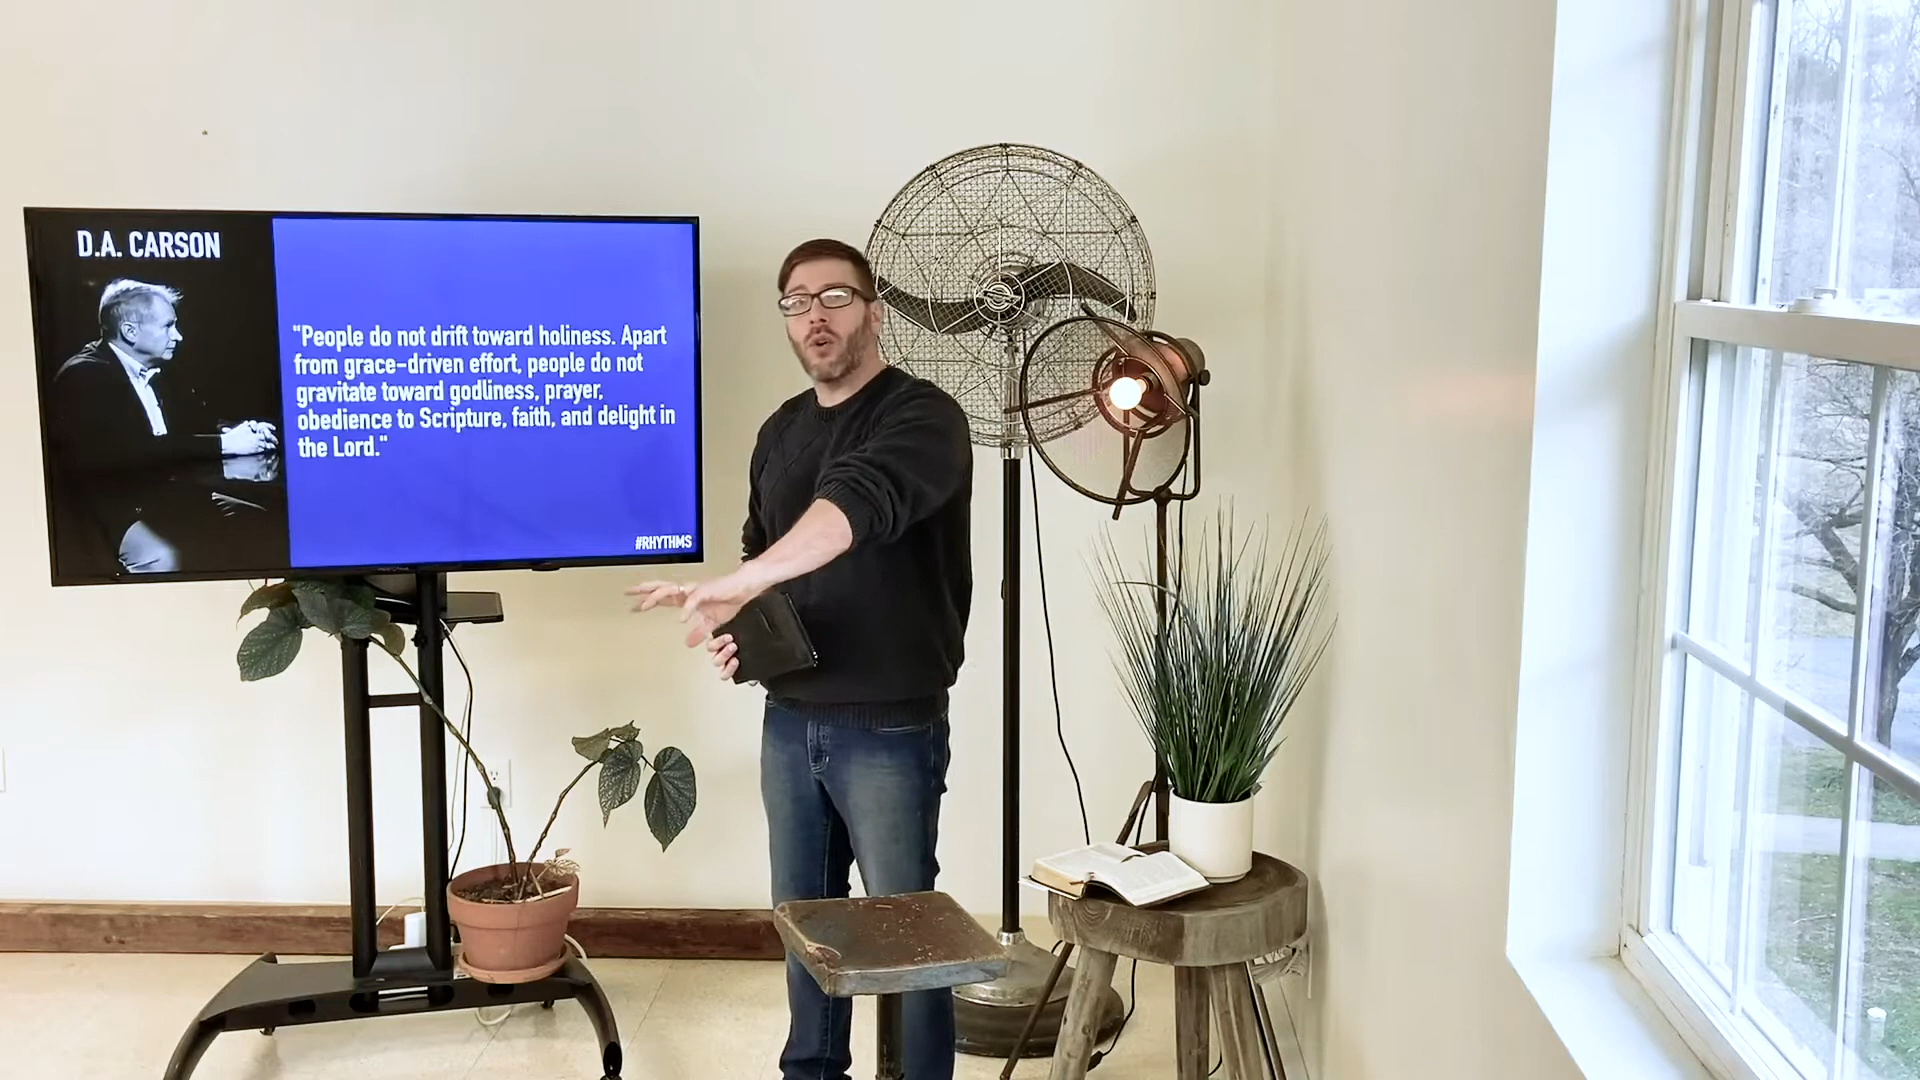 D.A. CARSON
"People do not drift toward holiness. Apart
from grace-driven effort, people do not
gravitate toward godliness, prayer,
obedience to Scripture, faith, and delight in
the Lord."
#RHYTHMS